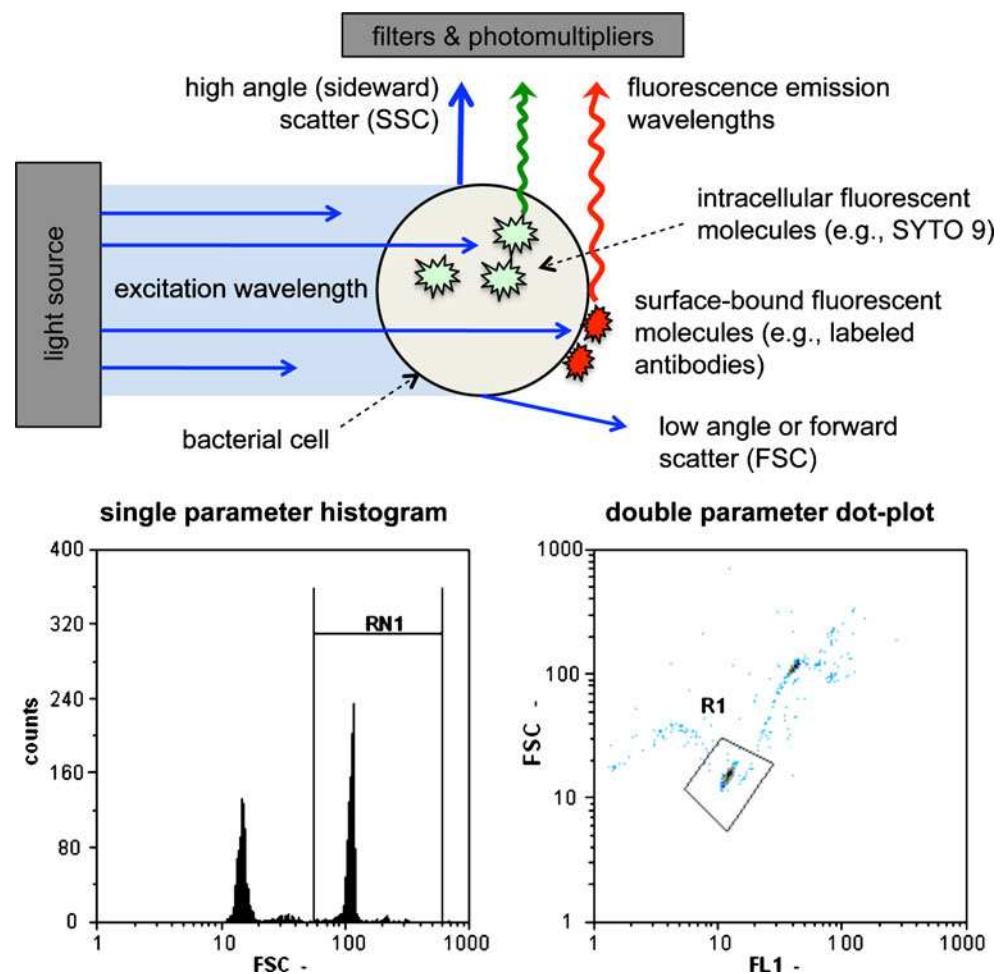 filters & photomultipliers
high angle (sideward)
scatter (SSC)
fluorescence emission
wavelengths
light source
excitation wavelength
intracellular fluorescent
molecules (e.g., SYTO 9)
surface-bound fluorescent
molecules (e.g., labeled
antibodies)
bacterial cell
low angle or forward
scatter (FSC)
single parameter histogram
400
320
240
160
80
0
counts
RN1
1
10
100
1000
FSC -
double parameter dot-plot
1000
100
10
1
FSC -
R1
1
10
100
1000
FL1 -